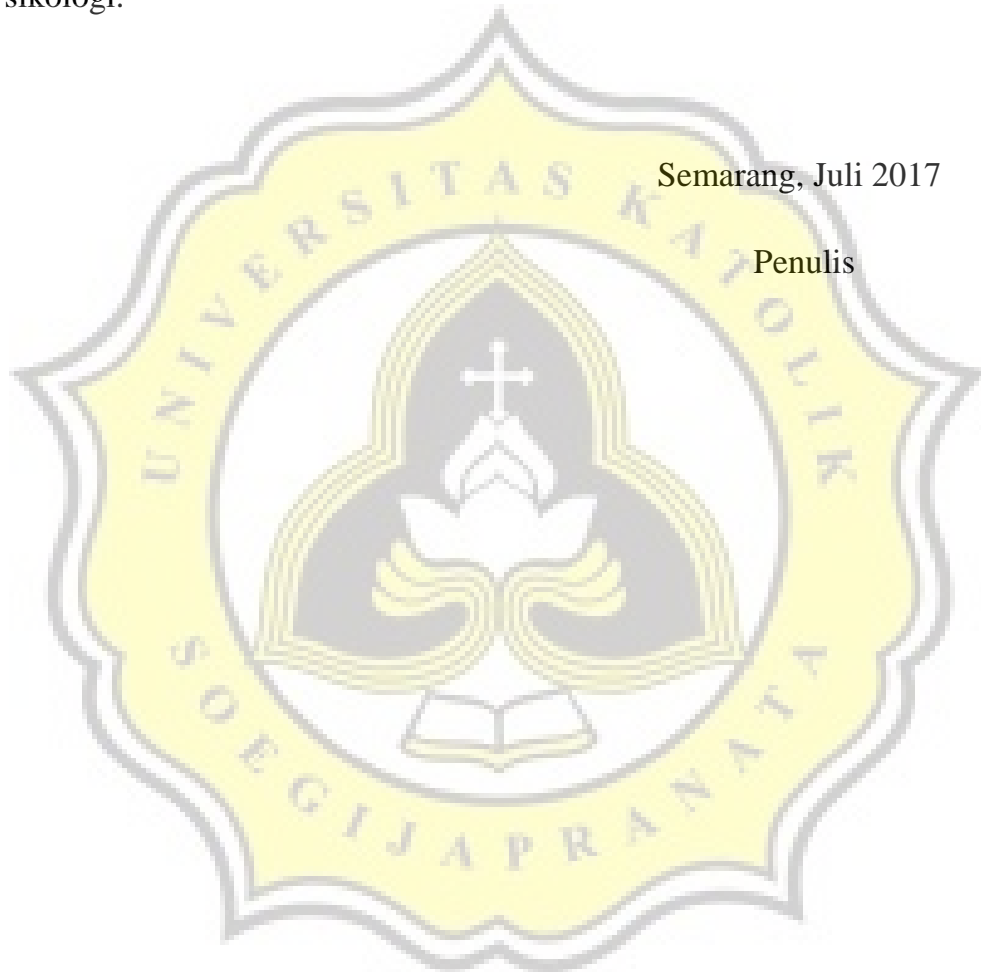 sikologi.
Semarang, Juli 2017
Penulis
UNIVERSITAS KATOLIK
SOEGIJAPRANATA